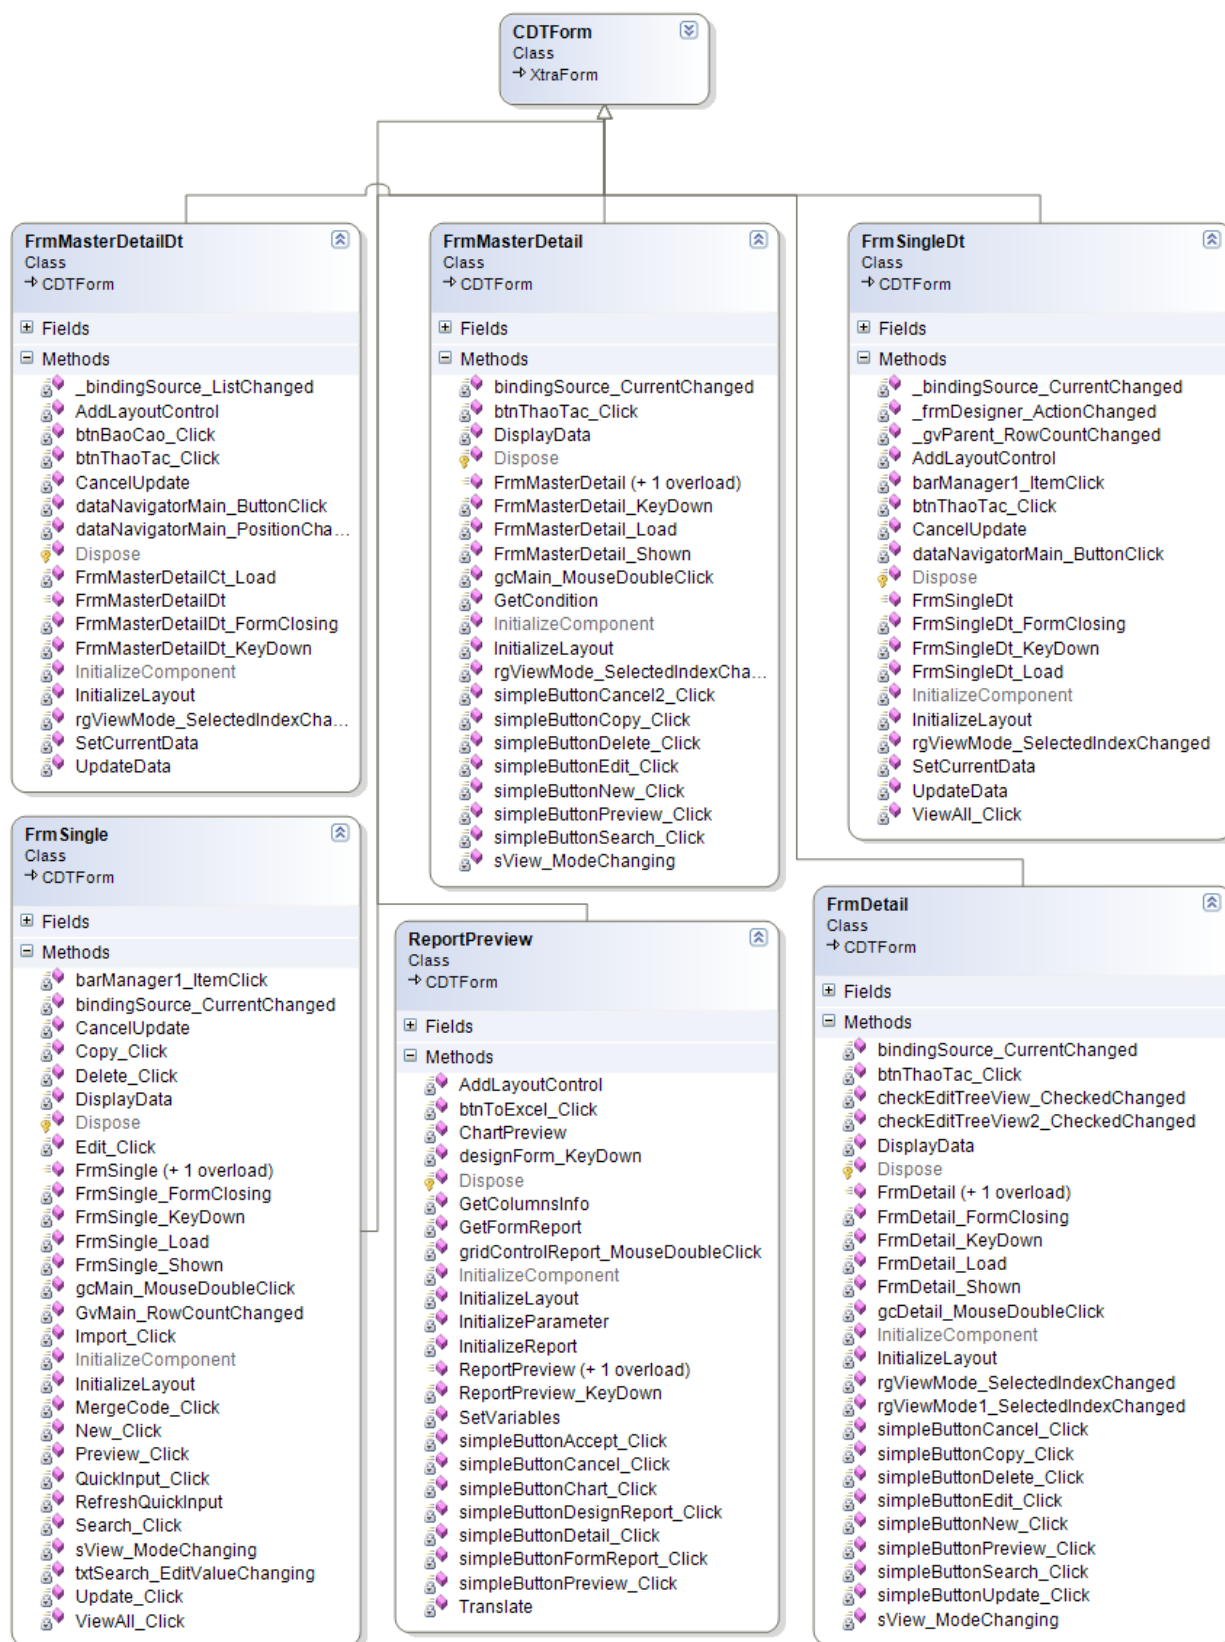 CDTForm
Class
XtraForm
FrmMasterDetailDt
Class
CDTForm
Fields
Methods
_bindingSource_ListChanged
AddLayoutControl
btnBaoCao_Click
btnThaoTac_Click
CancelUpdate
dataNavigatorMain_ButtonClick
dataNavigatorMain_PositionCha...
Dispose
FrmMasterDetailCt_Load
FrmMasterDetailDt
FrmMasterDetailDt_FormClosing
FrmMasterDetailDt_KeyDown
InitializeComponent
InitializeLayout
rgViewMode_SelectedIndexCha...
SetCurrentData
UpdateData
FrmMasterDetail
Class
CDTForm
Fields
Methods
bindingSource_CurrentChanged
btnThaoTac_Click
DisplayData
Dispose
FrmMasterDetail (+ 1 overload)
FrmMasterDetail_KeyDown
FrmMasterDetail_Load
FrmMasterDetail_Shown
gcMain_MouseDoubleClick
GetCondition
InitializeComponent
InitializeLayout
rgViewMode_SelectedIndexCha...
simpleButtonCancel2_Click
simpleButtonCopy_Click
simpleButtonDelete_Click
simpleButtonEdit_Click
simpleButtonNew_Click
simpleButtonPreview_Click
simpleButtonSearch_Click
sView_ModeChanging
FrmSingleDt
Class
CDTForm
Fields
Methods
_bindingSource_CurrentChanged
_frmDesigner_ActionChanged
_gvParent_RowCountChanged
AddLayoutControl
barManager1_ItemClick
btnThaoTac_Click
CancelUpdate
dataNavigatorMain_ButtonClick
Dispose
FrmSingleDt
FrmSingleDt_FormClosing
FrmSingleDt_KeyDown
FrmSingleDt_Load
InitializeComponent
InitializeLayout
rgViewMode_SelectedIndexChanged
SetCurrentData
UpdateData
ViewAll_Click
FrmSingle
Class
CDTForm
Fields
Methods
barManager1_ItemClick
bindingSource_CurrentChanged
CancelUpdate
Copy_Click
Delete_Click
DisplayData
Dispose
Edit_Click
FrmSingle (+ 1 overload)
FrmSingle_FormClosing
FrmSingle_KeyDown
FrmSingle_Load
FrmSingle_Shown
gcMain_MouseDoubleClick
GvMain_RowCountChanged
Import_Click
InitializeComponent
InitializeLayout
MergeCode_Click
New_Click
Preview_Click
QuickInput_Click
RefreshQuickInput
Search_Click
sView_ModeChanging
txtSearch_EditValueChanging
Update_Click
ViewAll_Click
ReportPreview
Class
CDTForm
Fields
Methods
AddLayoutControl
btnToExcel_Click
ChartPreview
designForm_KeyDown
Dispose
GetColumnsInfo
GetFormReport
gridControlReport_MouseDoubleClick
InitializeComponent
InitializeLayout
InitializeParameter
InitializeReport
ReportPreview (+ 1 overload)
ReportPreview_KeyDown
SetVariables
simpleButtonAccept_Click
simpleButtonCancel_Click
simpleButtonChart_Click
simpleButtonDesignReport_Click
simpleButtonDetail_Click
simpleButtonFormReport_Click
simpleButtonPreview_Click
Translate
FrmDetail
Class
CDTForm
Fields
Methods
bindingSource_CurrentChanged
btnThaoTac_Click
checkEditTreeView_CheckedChanged
checkEditTreeView2_CheckedChanged
DisplayData
Dispose
FrmDetail (+ 1 overload)
FrmDetail_FormClosing
FrmDetail_KeyDown
FrmDetail_Load
FrmDetail_Shown
gcDetail_MouseDoubleClick
InitializeComponent
InitializeLayout
rgViewMode_SelectedIndexChanged
rgViewMode1_SelectedIndexChanged
simpleButtonCancel_Click
simpleButtonCopy_Click
simpleButtonDelete_Click
simpleButtonEdit_Click
simpleButtonNew_Click
simpleButtonPreview_Click
simpleButtonSearch_Click
simpleButtonUpdate_Click
sView_ModeChanging